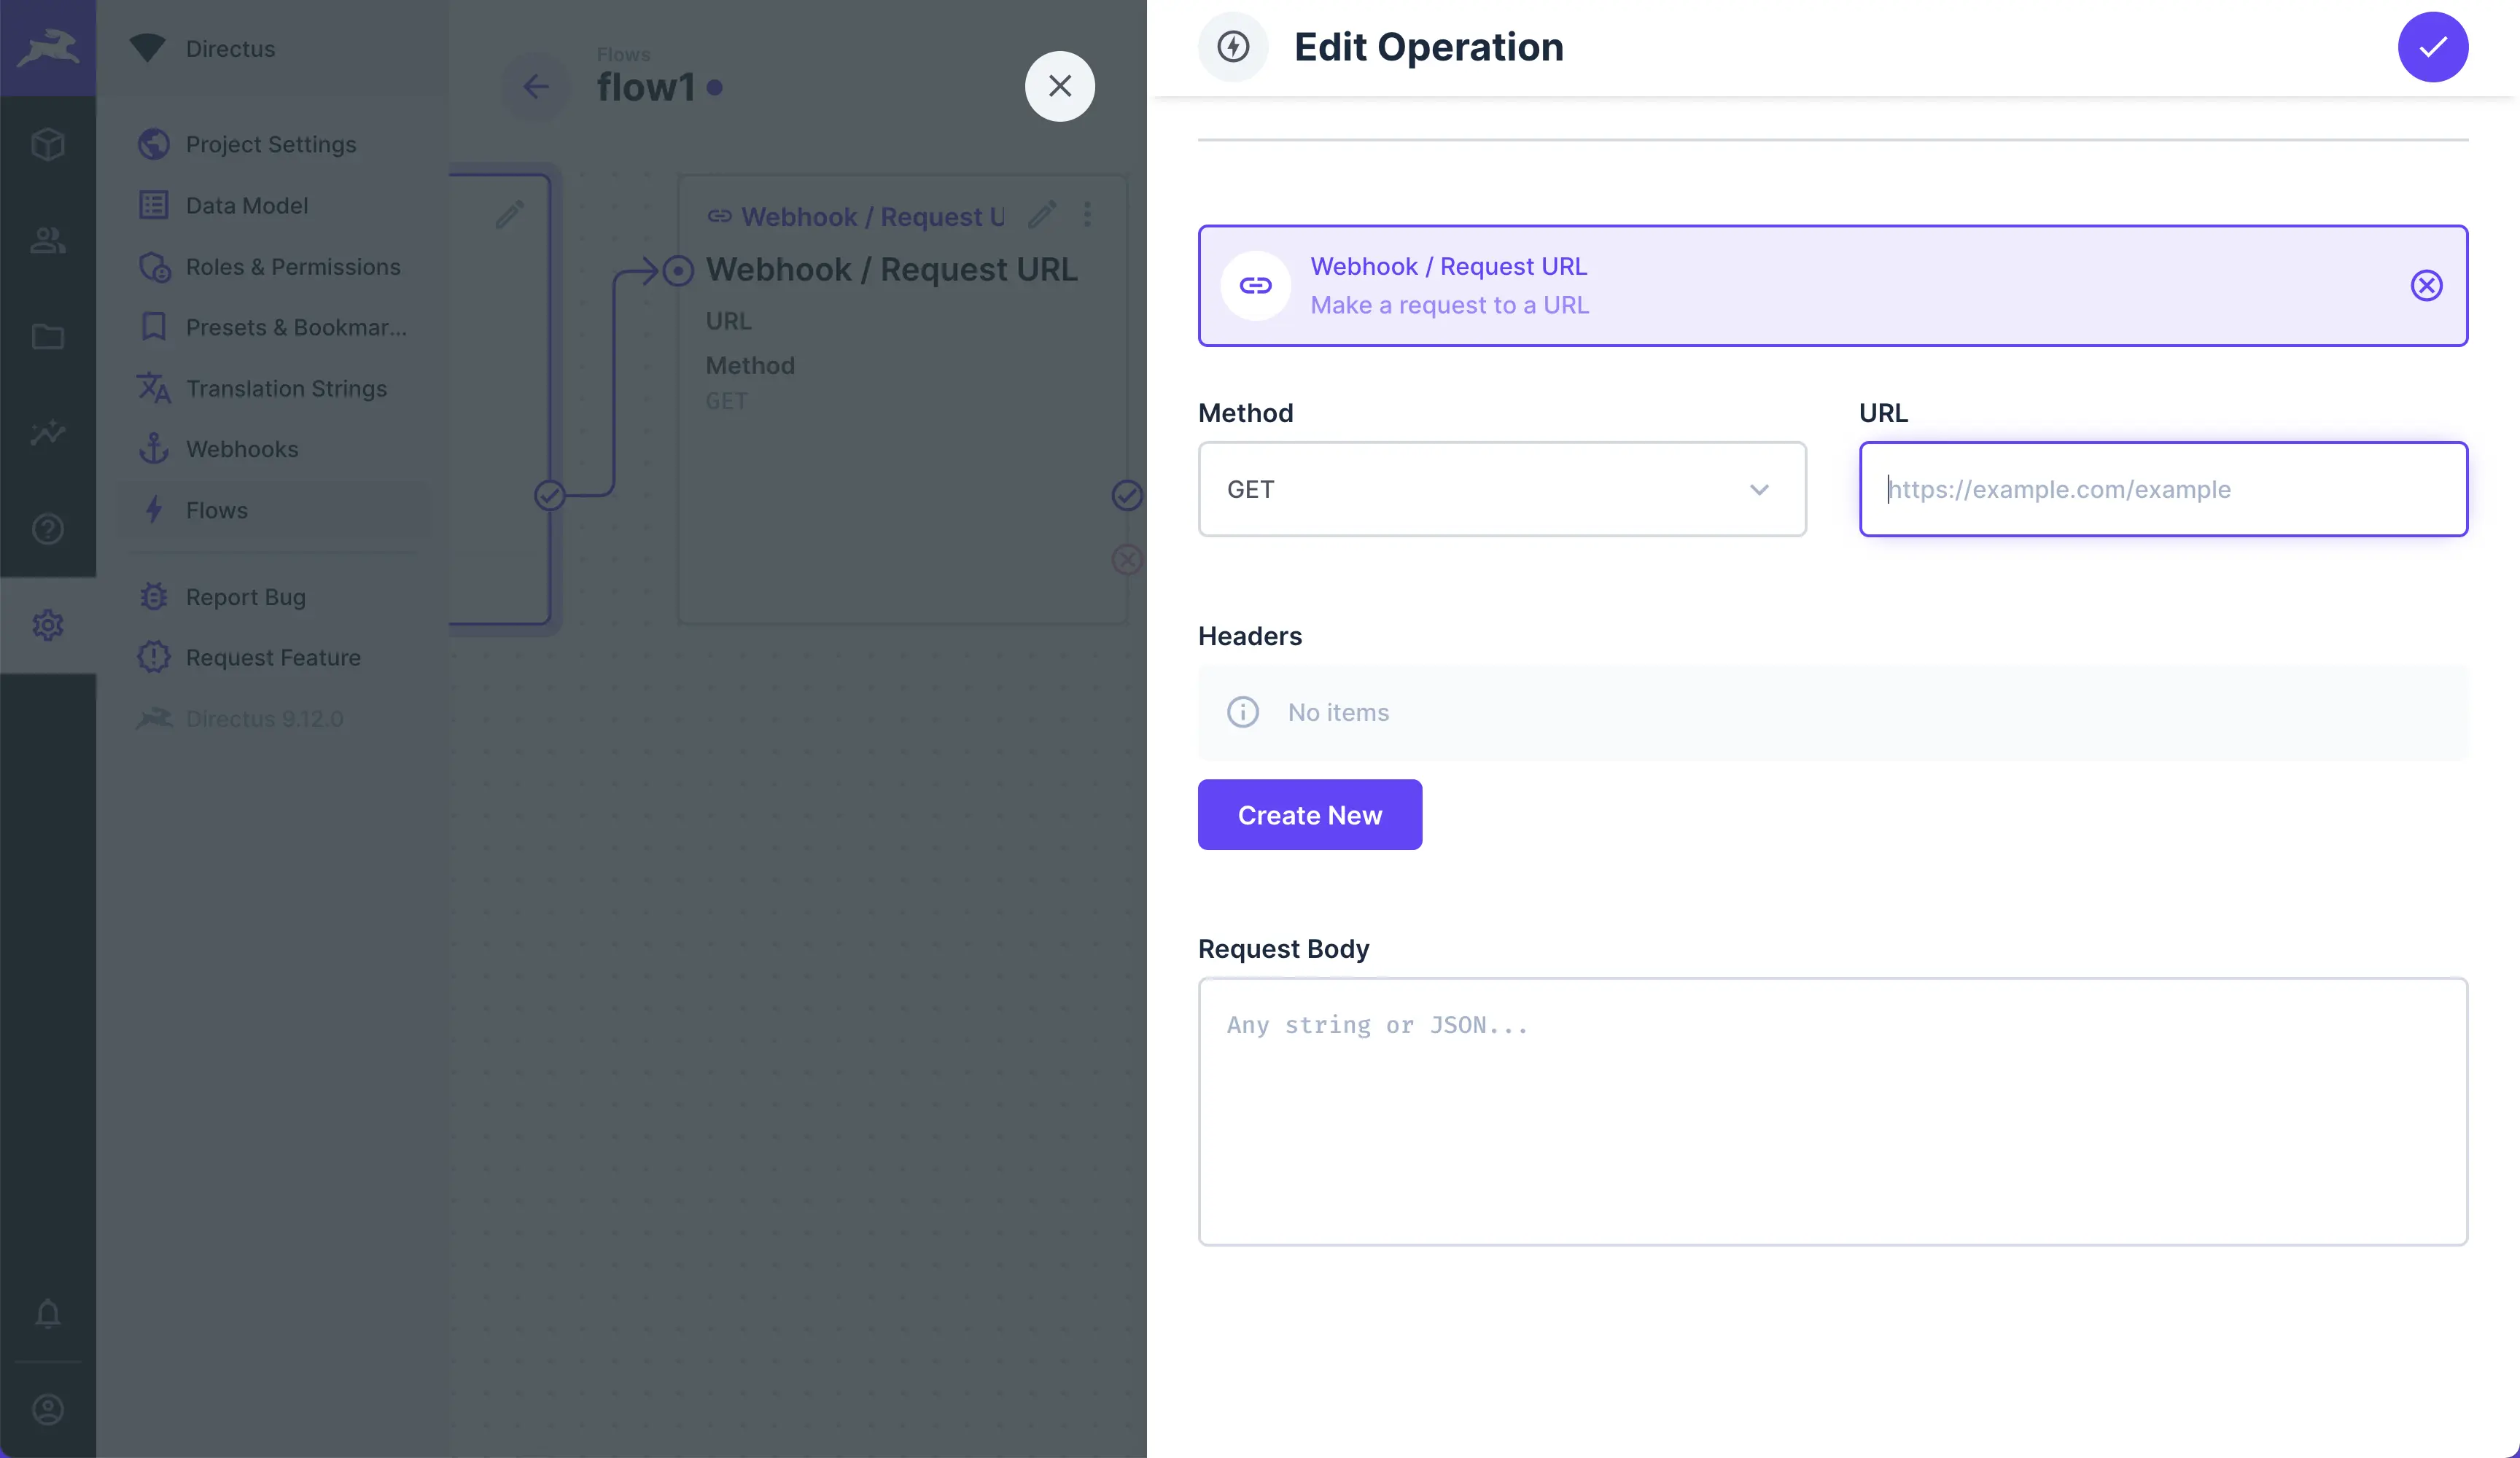 Directus
Project Settings
Data Model
Roles & Permissions
Presets & Bookmar...
Translation Strings
Webhooks
Flows
Report Bug
Request Feature
Directus 9.12.0
Flows
flow1
Webhook / Request U
Webhook / Request URL
URL
Method
GET
Edit Operation
Webhook / Request URL
Make a request to a URL
Method
URL
GET
https://example.com/example
Headers
No items
Create New
Request Body
Any string or JSON...